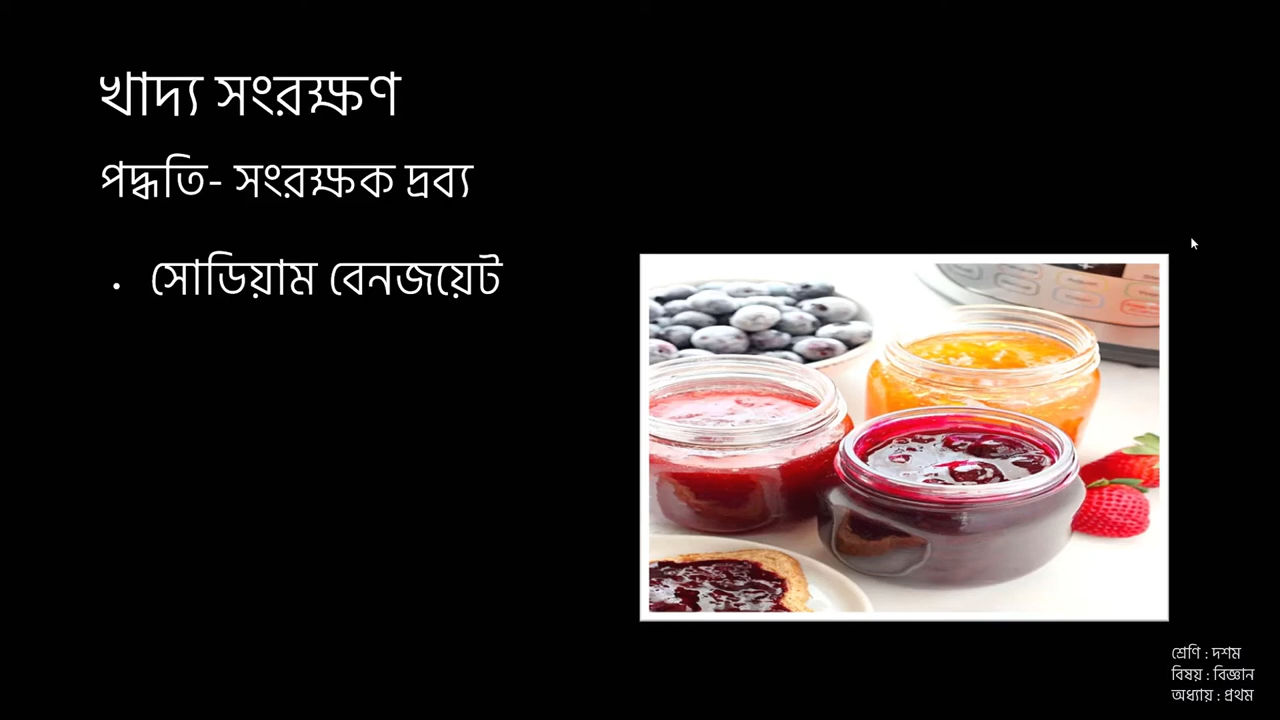 খাদ্য সংরক্ষণ
পদ্ধতি- সংরক্ষক দ্রব্য
• সোডিয়াম বেনজয়েট
শ্রেণি : দশম
বিষয় : বিজ্ঞান
অধ্যায় : প্রথম